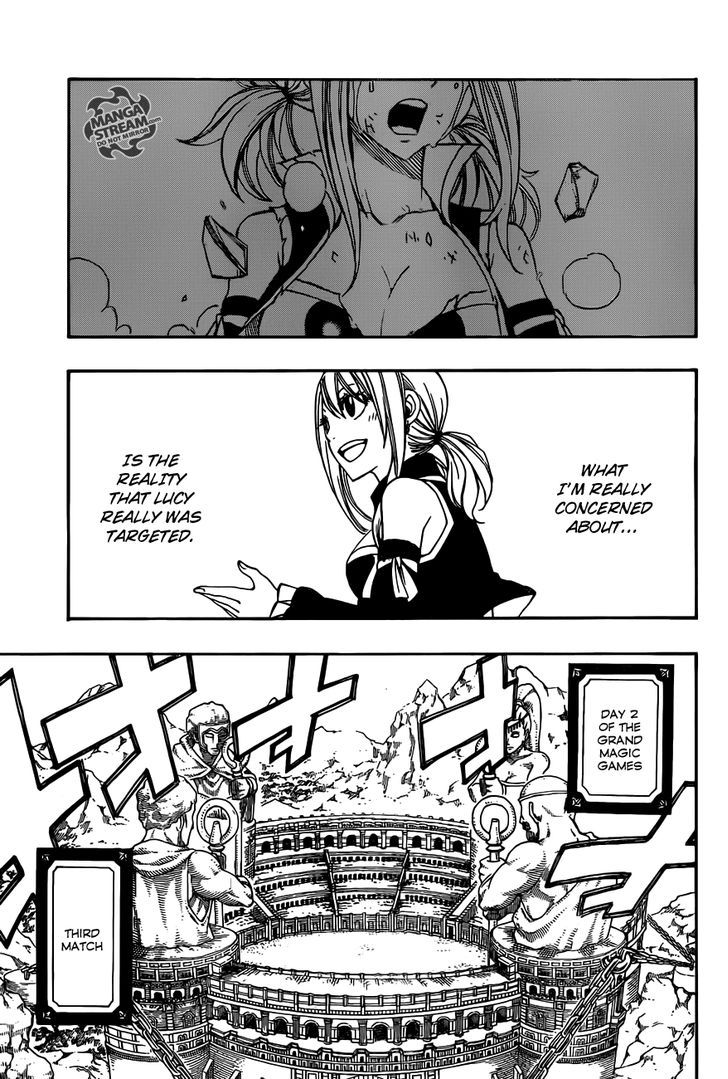 MANGA
STREAM.com
DO NOT MIRROR
WHAT
I'M REALLY
CONCERNED
ABOUT...
IS THE
REALITY
THAT LUCY
REALLY WAS
TARGETED.
DAY 2
OF THE
GRAND
MAGIC
GAMES
THIRD
MATCH